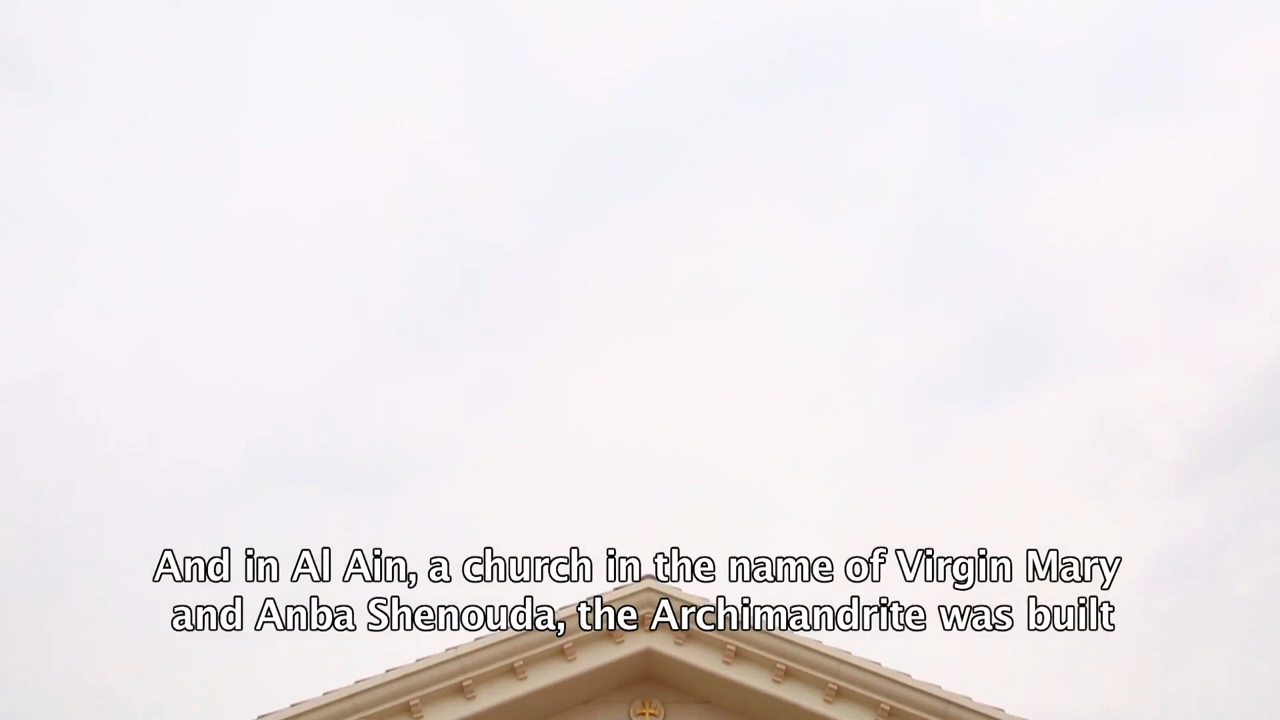 And in Al Ain, a church in the name of Virgin Mary
and Anba Shenouda, the Archimandrite was built